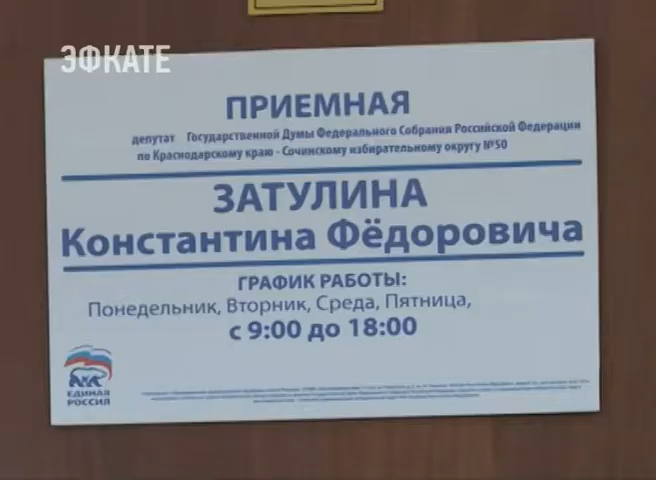 ЭФКАТЕ
ПРИЕМНАЯ
депутат Государственной Думы Федерального Собрания Российской Федерации
по Краснодарскому краю - Сочинскому избирательному округу №50
ЗАТУЛИНА
Константина Фёдоровича
ГРАФИК РАБОТЫ:
Понедельник, Вторник, Среда, Пятница,
с 9:00 до 18:00
ЕДИНАЯ
РОССИЯ